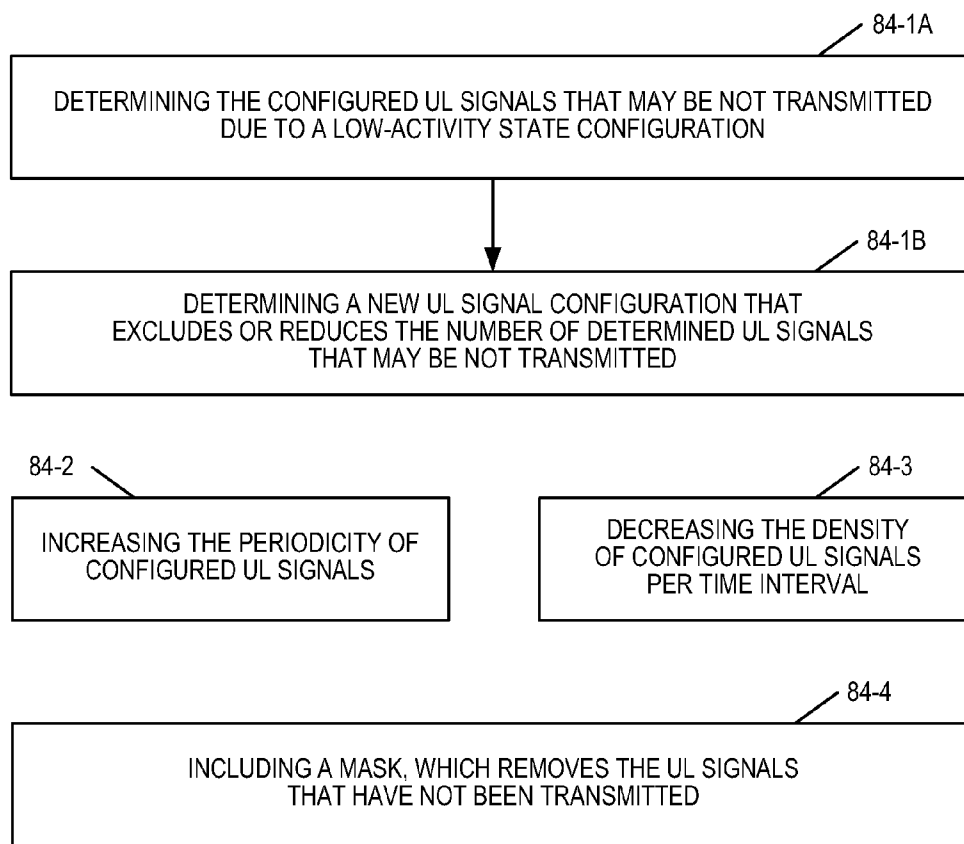 84-1A
DETERMINING THE CONFIGURED UL SIGNALS THAT MAY BE NOT TRANSMITTED
DUE TO A LOW-ACTIVITY STATE CONFIGURATION
84-1B
DETERMINING A NEW UL SIGNAL CONFIGURATION THAT
EXCLUDES OR REDUCES THE NUMBER OF DETERMINED UL SIGNALS
THAT MAY BE NOT TRANSMITTED
84-2
INCREASING THE PERIODICITY OF
CONFIGURED UL SIGNALS
84-3
DECREASING THE DENSITY
OF CONFIGURED UL SIGNALS
PER TIME INTERVAL
84-4
INCLUDING A MASK, WHICH REMOVES THE UL SIGNALS
THAT HAVE NOT BEEN TRANSMITTED